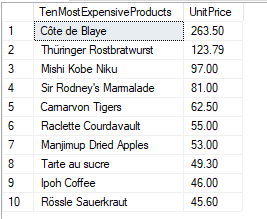 TenMostExpensiveProducts UnitPrice
1 Côte de Blaye 263.50
2 Thüringer Rostbratwurst 123.79
3 Mishi Kobe Niku 97.00
4 Sir Rodney's Marmalade 81.00
5 Carnarvon Tigers 62.50
6 Raclette Courdavault 55.00
7 Manjimup Dried Apples 53.00
8 Tarte au sucre 49.30
9 Ipoh Coffee 46.00
10 Rössle Sauerkraut 45.60